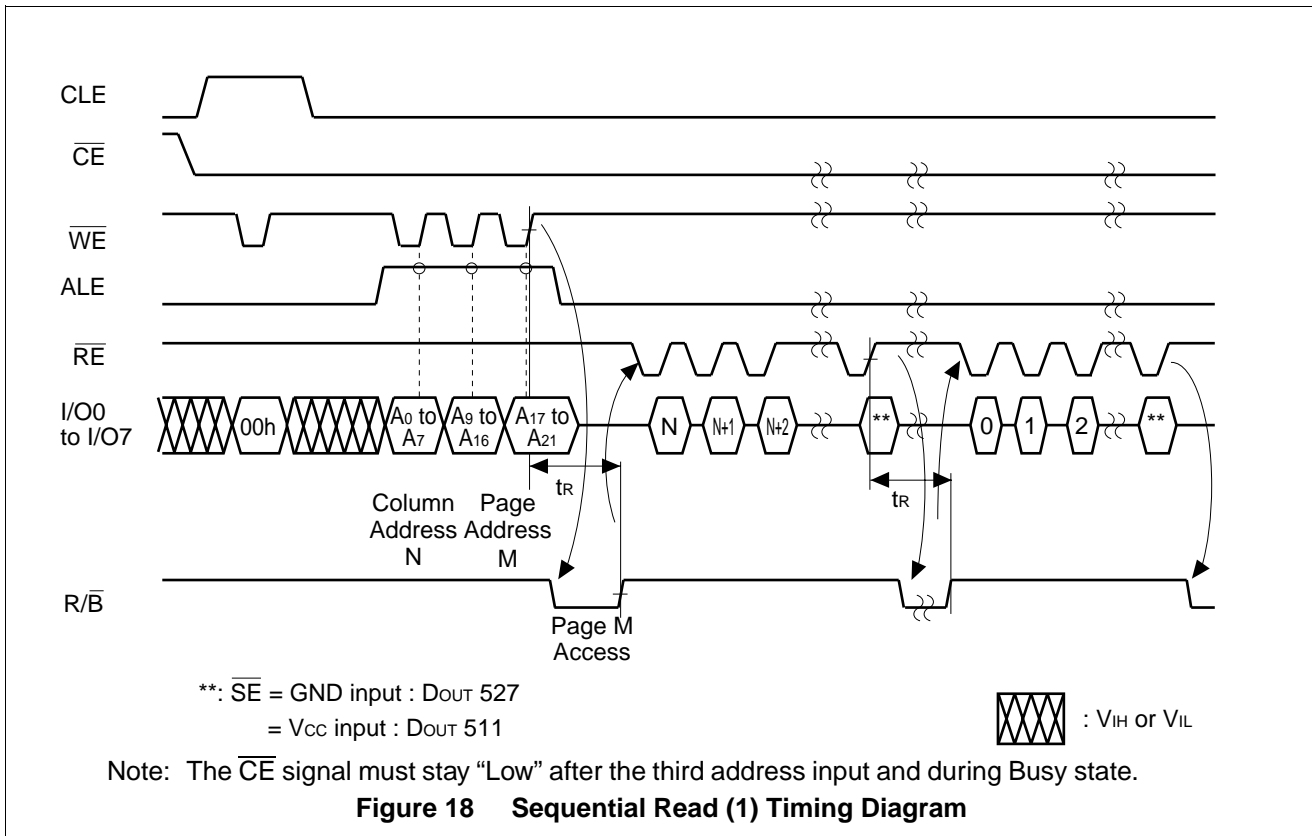 CLE
CE
WE
ALE
RE
I/O0
to I/O7
00h
A0 to
A7
A9 to
A16
A17 to
A21
N
N+1
N+2
**
0
1
2
**
tR
tR
Column
Address
N
Page
Address
M
R/B
Page M
Access
**: SE = GND input : DOUT 527
= VCC input : DOUT 511
: VIH or VIL
Note: The CE signal must stay “Low” after the third address input and during Busy state.
Figure 18 Sequential Read (1) Timing Diagram